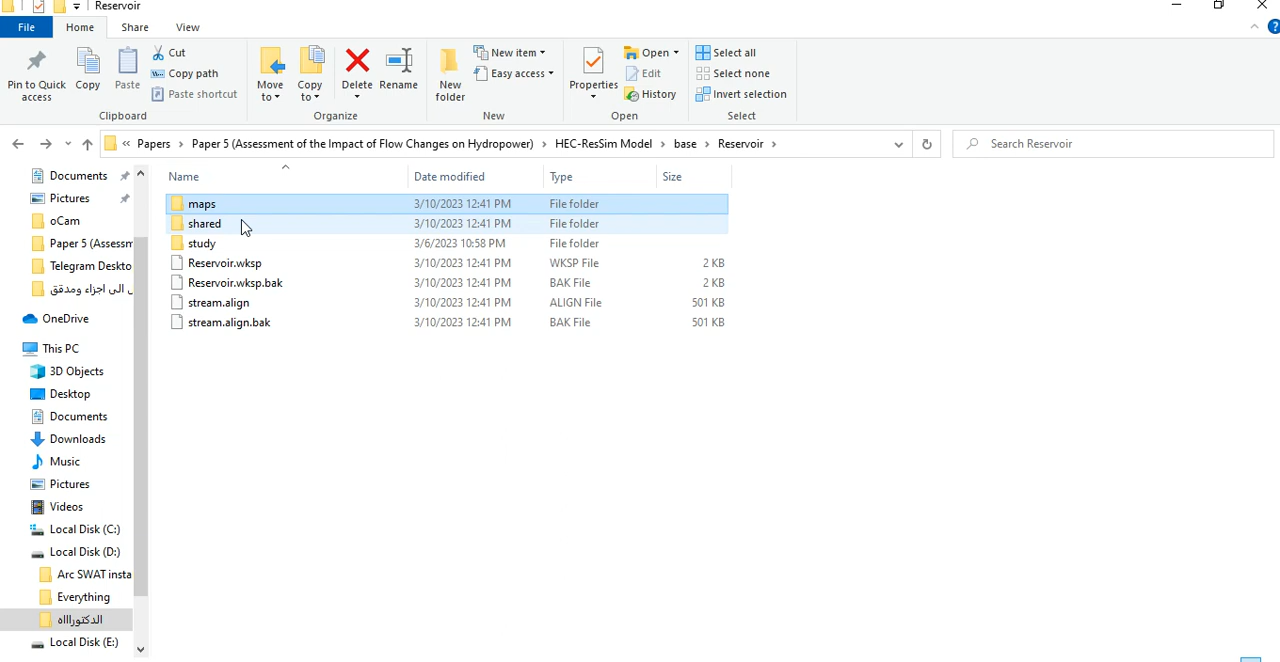 Reservoir
File Home Share View
Pin to Quick access
Copy
Paste
Cut
Copy path
Paste shortcut
Clipboard
Move to
Copy to
Delete
Rename
Organize
New folder
New item
Easy access
New
Properties
Open
Edit
History
Open
Select all
Select none
Invert selection
Select
« Papers › Paper 5 (Assessment of the Impact of Flow Changes on Hydropower) › HEC-ResSim Model › base › Reservoir ›
Search Reservoir
Documents
Pictures
oCam
Paper 5 (Assessm
Telegram Deskto
ل الى اجزاء ومدقق
OneDrive
This PC
3D Objects
Desktop
Documents
Downloads
Music
Pictures
Videos
Local Disk (C:)
Local Disk (D:)
Arc SWAT insta
Everything
الدكتوراااه
Local Disk (E:)
Name Date modified Type Size
maps 3/10/2023 12:41 PM File folder
shared 3/10/2023 12:41 PM File folder
study 3/6/2023 10:58 PM File folder
Reservoir.wksp 3/10/2023 12:41 PM WKSP File 2 KB
Reservoir.wksp.bak 3/10/2023 12:41 PM BAK File 2 KB
stream.align 3/10/2023 12:41 PM ALIGN File 501 KB
stream.align.bak 3/10/2023 12:41 PM BAK File 501 KB